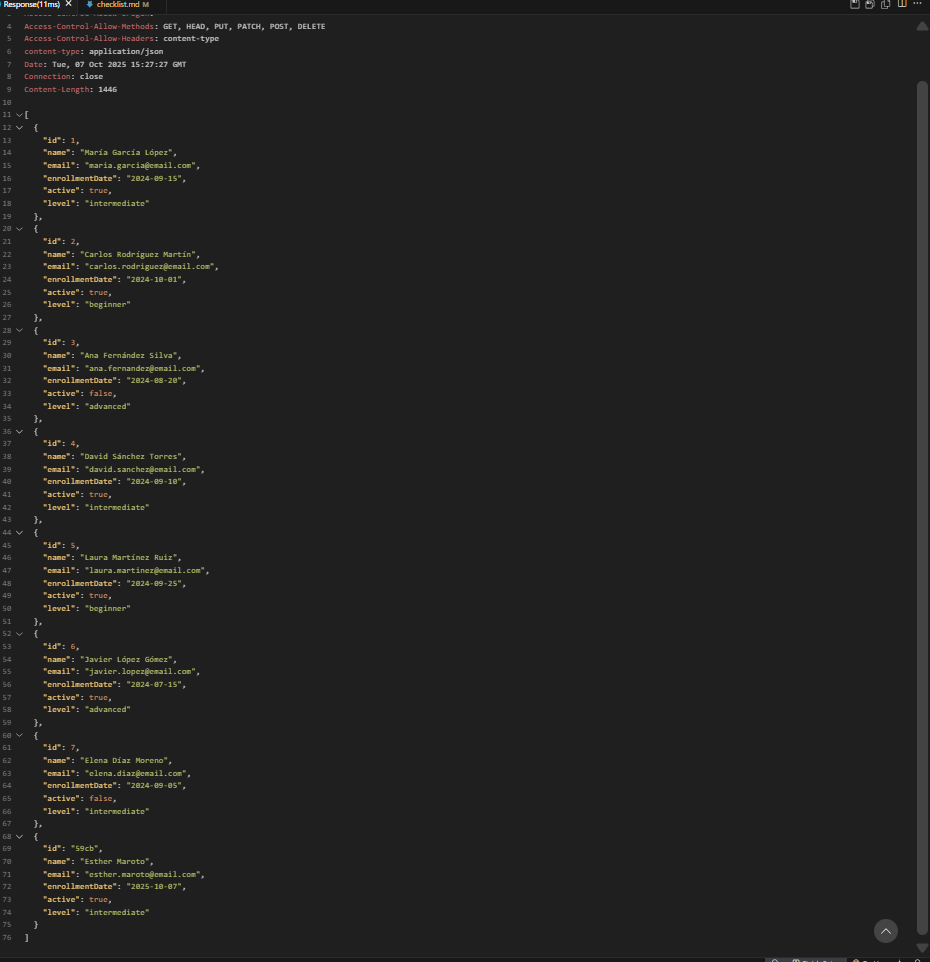 Response(11ms) checklist.md M
4 Access-Control-Allow-Methods: GET, HEAD, PUT, PATCH, POST, DELETE
5 Access-Control-Allow-Headers: content-type
6 content-type: application/json
7 Date: Tue, 07 Oct 2025 15:27:27 GMT
8 Connection: close
9 Content-Length: 1446
10
11 [
12 {
13 "id": 1,
14 "name": "María García López",
15 "email": "maria.garcia@email.com",
16 "enrollmentDate": "2024-09-15",
17 "active": true,
18 "level": "intermediate"
19 },
20 {
21 "id": 2,
22 "name": "Carlos Rodríguez Martín",
23 "email": "carlos.rodriguez@email.com",
24 "enrollmentDate": "2024-10-01",
25 "active": true,
26 "level": "beginner"
27 },
28 {
29 "id": 3,
30 "name": "Ana Fernández Silva",
31 "email": "ana.fernandez@email.com",
32 "enrollmentDate": "2024-08-20",
33 "active": false,
34 "level": "advanced"
35 },
36 {
37 "id": 4,
38 "name": "David Sánchez Torres",
39 "email": "david.sanchez@email.com",
40 "enrollmentDate": "2024-09-10",
41 "active": true,
42 "level": "intermediate"
43 },
44 {
45 "id": 5,
46 "name": "Laura Martínez Ruiz",
47 "email": "laura.martinez@email.com",
48 "enrollmentDate": "2024-09-25",
49 "active": true,
50 "level": "beginner"
51 },
52 {
53 "id": 6,
54 "name": "Javier López Gómez",
55 "email": "javier.lopez@email.com",
56 "enrollmentDate": "2024-07-15",
57 "active": true,
58 "level": "advanced"
59 },
60 {
61 "id": 7,
62 "name": "Elena Díaz Moreno",
63 "email": "elena.diaz@email.com",
64 "enrollmentDate": "2024-09-05",
65 "active": false,
66 "level": "intermediate"
67 },
68 {
69 "id": "59cb",
70 "name": "Esther Maroto",
71 "email": "esther.maroto@email.com",
72 "enrollmentDate": "2025-10-07",
73 "active": true,
74 "level": "intermediate"
75 }
76 ]